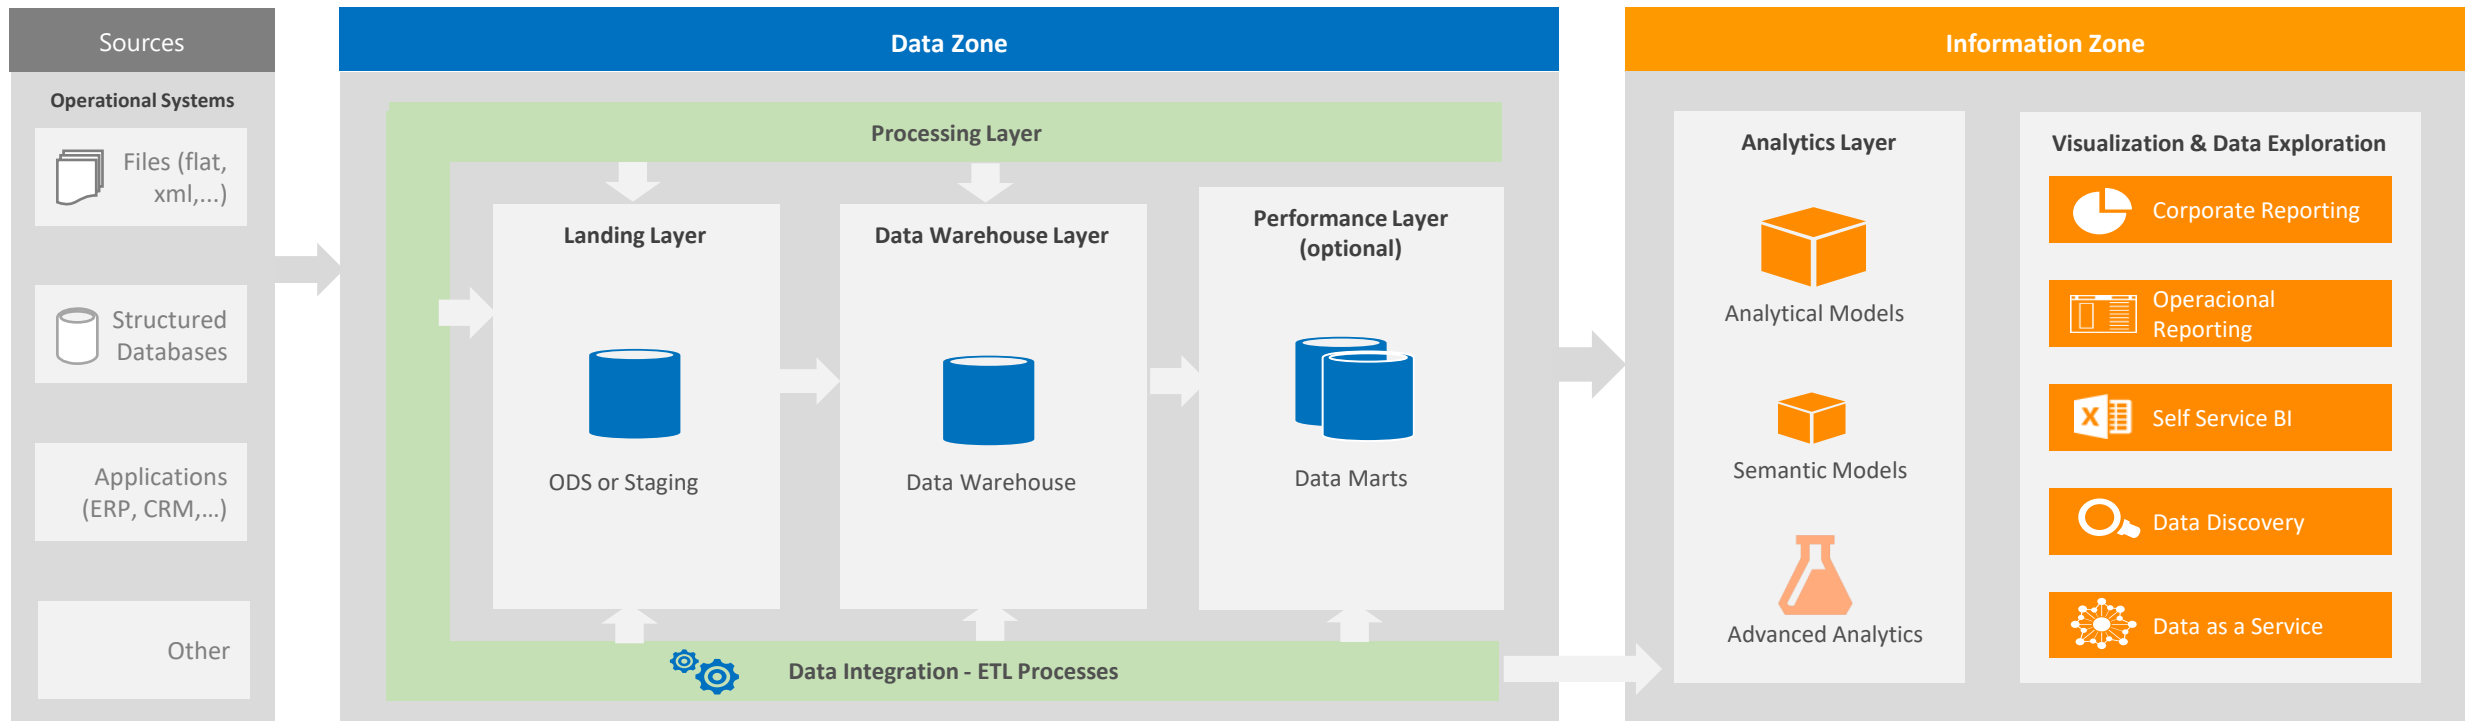 Sources
Operational Systems
Files (flat,
xml,...)
Structured
Databases
Applications
(ERP, CRM,...)
Other
Data Zone
Processing Layer
Landing Layer
ODS or Staging
Data Warehouse Layer
Data Warehouse
Performance Layer
(optional)
Data Marts
Data Integration - ETL Processes
Information Zone
Analytics Layer
Analytical Models
Semantic Models
Advanced Analytics
Visualization & Data Exploration
Corporate Reporting
Operacional
Reporting
X
Self Service BI
Data Discovery
Data as a Service